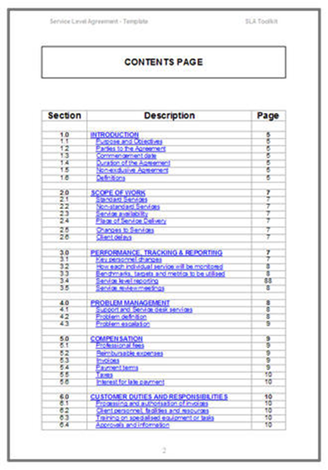 Service Level Agreement - Template SLA Toolkit
CONTENTS PAGE
Section Description Page
1.0 INTRODUCTION 5
1.1 Purpose and Objectives 5
1.2 Parties to the Agreement 5
1.3 Commencement date 5
1.4 Duration of the Agreement 5
1.5 Non-exclusive Agreement 5
1.6 Definitions 5
2.0 SCOPE OF WORK 7
2.1 Standard Services 7
2.2 Non-standard Services 7
2.3 Service availability 7
2.4 Place of Service Delivery 7
2.5 Changes to Services 7
2.6 Client delays 7
3.0 PERFORMANCE, TRACKING & REPORTING 7
3.1 Key personnel changes 7
3.2 How each individual service will be monitored 8
3.3 Benchmarks, targets and metrics to be utilised 8
3.4 Service level reporting 88
3.5 Service review meetings 8
4.0 PROBLEM MANAGEMENT 8
4.1 Support and Service desk services 8
4.2 Problem definition 8
4.3 Problem escalation 9
5.0 COMPENSATION 9
5.1 Professional fees 9
5.2 Reimbursable expenses 9
5.3 Invoices 9
5.4 Payment terms 9
5.5 Taxes 10
5.6 Interest for late payment 10
6.0 CUSTOMER DUTIES AND RESPONSIBILITIES 10
6.1 Processing and authorisation of invoices 10
6.2 Client personnel, facilities and resources 10
6.3 Training on specialised equipment or tasks 10
6.4 Approvals and information 10
2